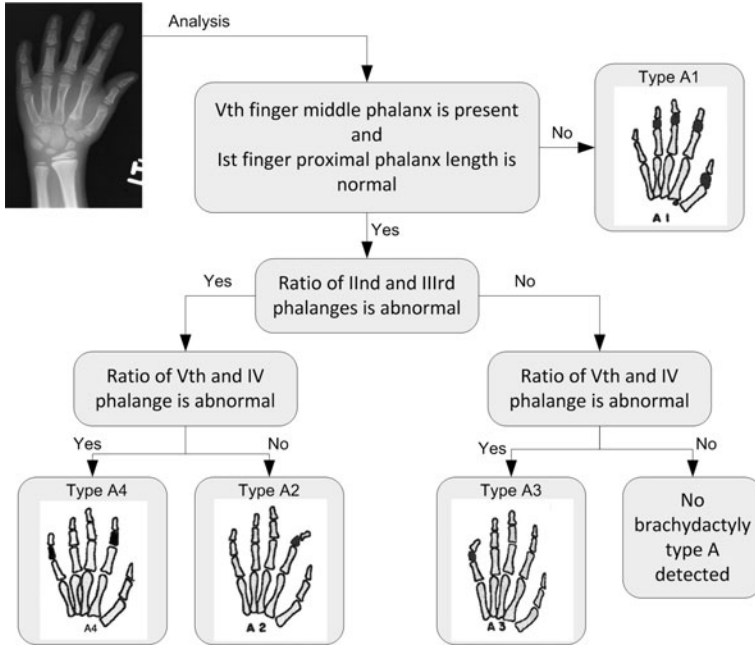 Analysis
Vth finger middle phalanx is present
and
Ist finger proximal phalanx length is
normal
No
Type A1
A 1
Yes
Ratio of IInd and IIIrd
phalanges is abnormal
Yes
No
Ratio of Vth and IV
phalange is abnormal
Ratio of Vth and IV
phalange is abnormal
Yes
No
Yes
No
Type A4
A4
Type A2
A 2
Type A3
A 3
No
brachydactyly
type A
detected